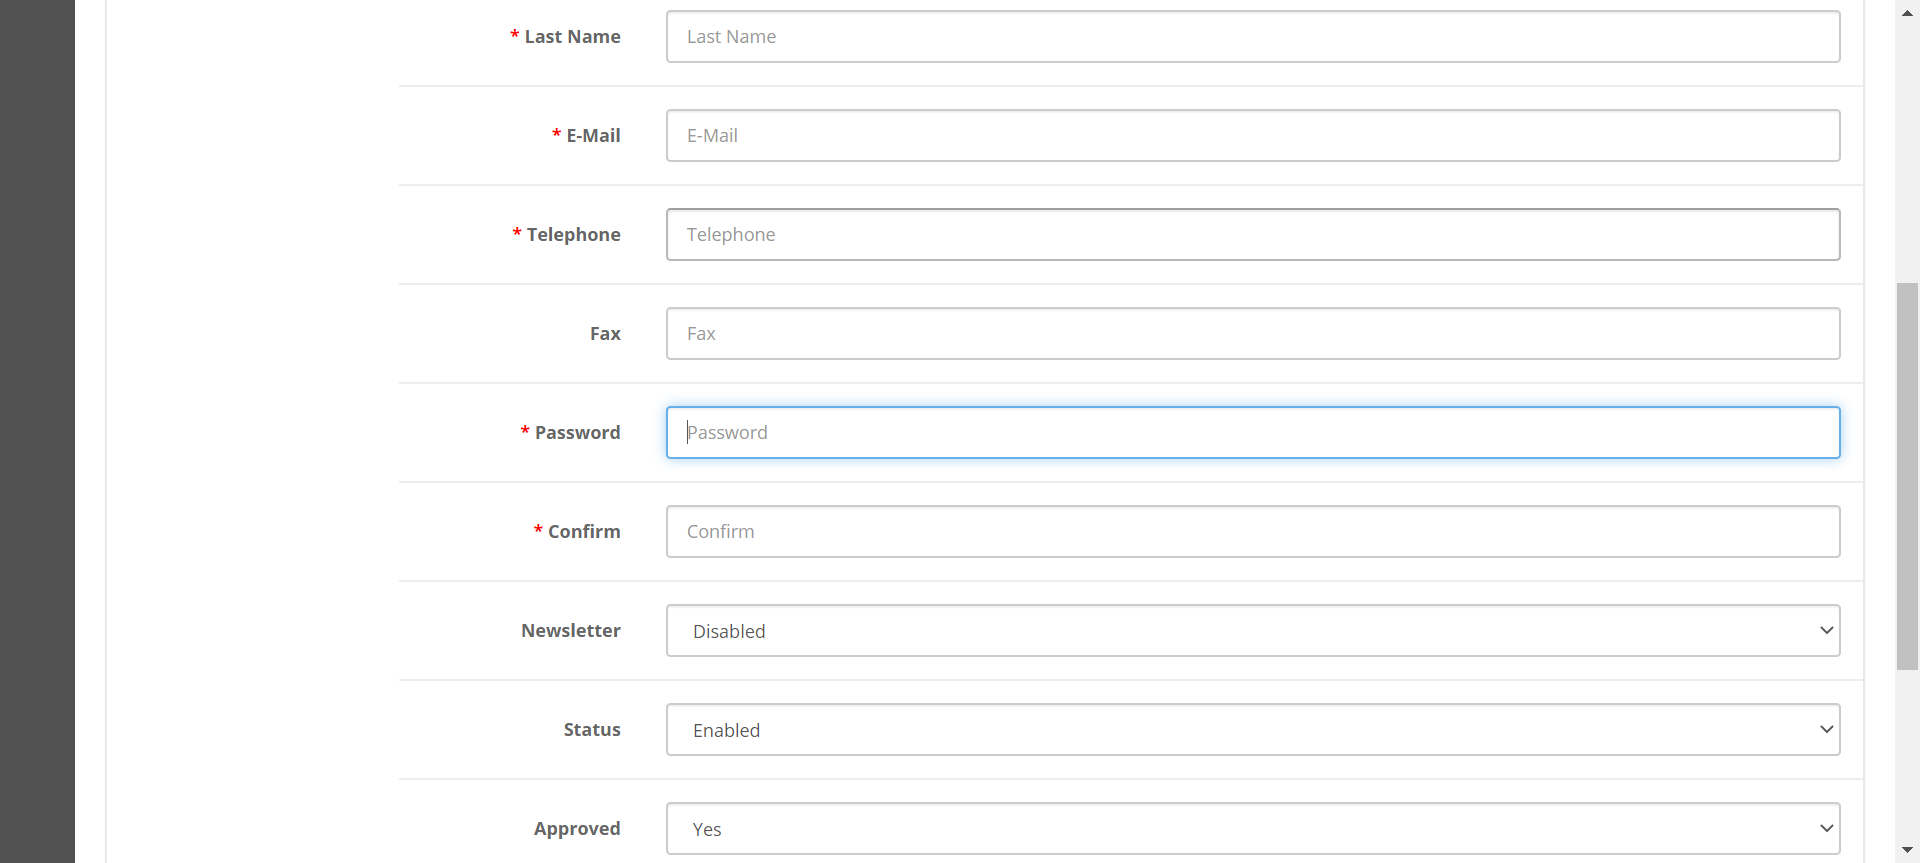 * Last Name Last Name
* E-Mail E-Mail
* Telephone Telephone
Fax Fax
* Password Password
* Confirm Confirm
Newsletter Disabled
Status Enabled
Approved Yes